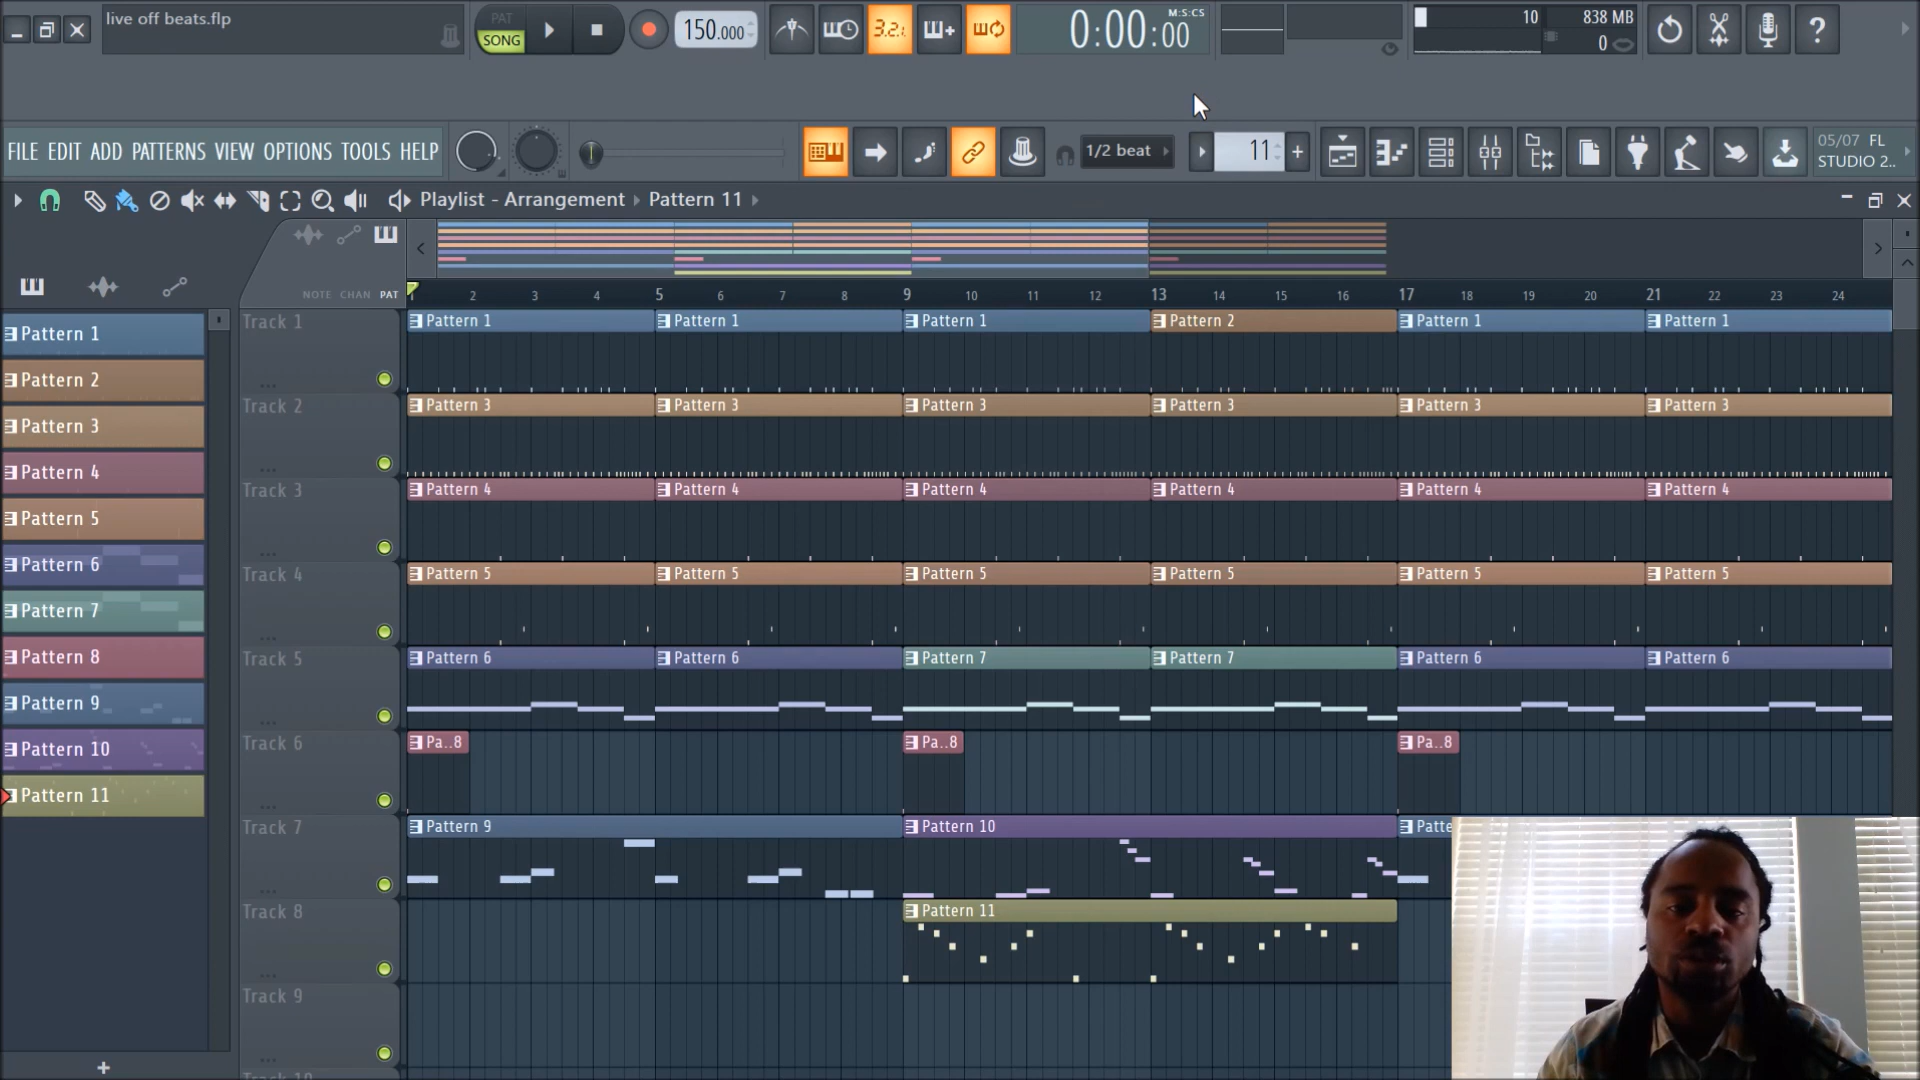 live off beats.flp
PAT
SONG
150.000
3.2.
M:S:CS
0:00:00
10
838 MB
0
?
FILE EDIT ADD PATTERNS VIEW OPTIONS TOOLS HELP
1/2 beat
11
+
05/07 FL
STUDIO 2..
Playlist - Arrangement
Pattern 11
NOTE CHAN PAT
1 2 3 4 5 6 7 8 9 10 11 12 13 14 15 16 17 18 19 20 21 22 23 24
Pattern 1
Pattern 2
Pattern 3
Pattern 4
Pattern 5
Pattern 6
Pattern 7
Pattern 8
Pattern 9
Pattern 10
Pattern 11
+
Track 1
Pattern 1 Pattern 1 Pattern 1 Pattern 2 Pattern 1 Pattern 1
Track 2
Pattern 3 Pattern 3 Pattern 3 Pattern 3 Pattern 3 Pattern 3
Track 3
Pattern 4 Pattern 4 Pattern 4 Pattern 4 Pattern 4 Pattern 4
Track 4
Pattern 5 Pattern 5 Pattern 5 Pattern 5 Pattern 5 Pattern 5
Track 5
Pattern 6 Pattern 6 Pattern 7 Pattern 7 Pattern 6 Pattern 6
Track 6
Pa..8 Pa..8 Pa..8
Track 7
Pattern 9 Pattern 10 Patte
Track 8
Pattern 11
Track 9
Track 10